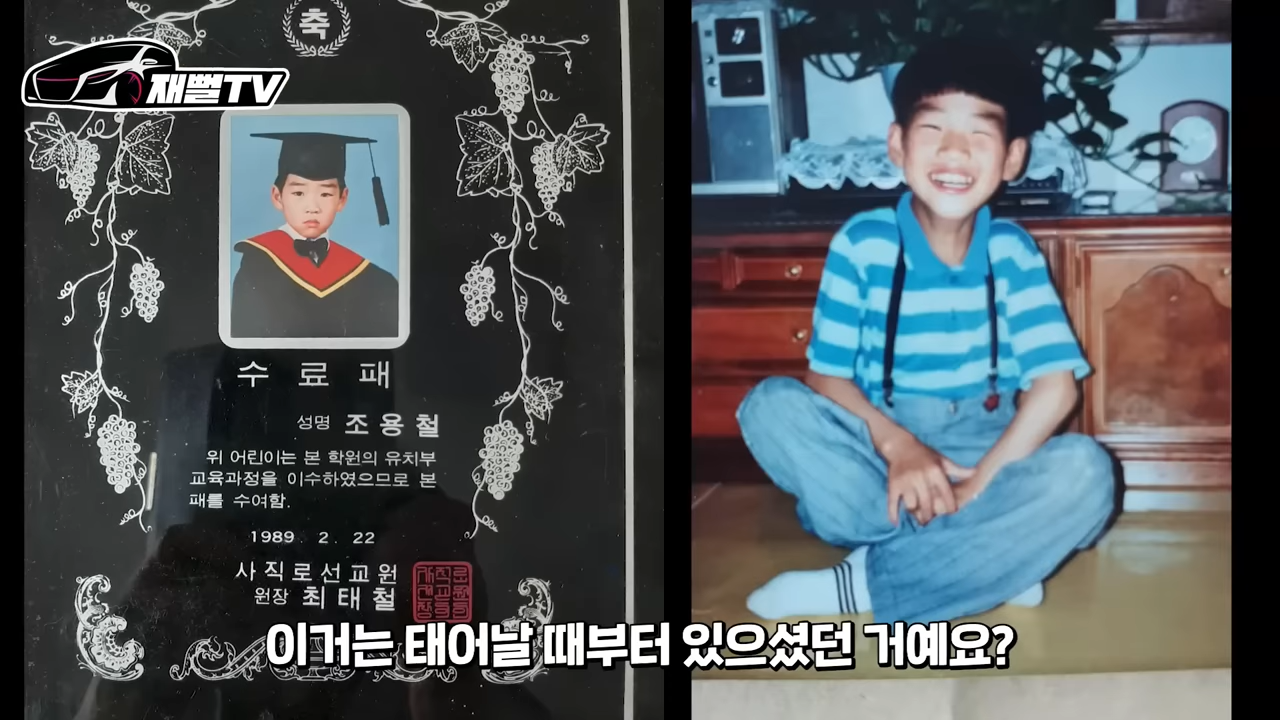 축
재뻘TV
수료패
성명 조용철
위 어린이는 본 학원의 유치부
교육과정을 이수하였으므로 본
패를 수여함.
1989. 2. 22
사직로선교원
원장 최태철
이거는 태어날 때부터 있으셨던 거예요?